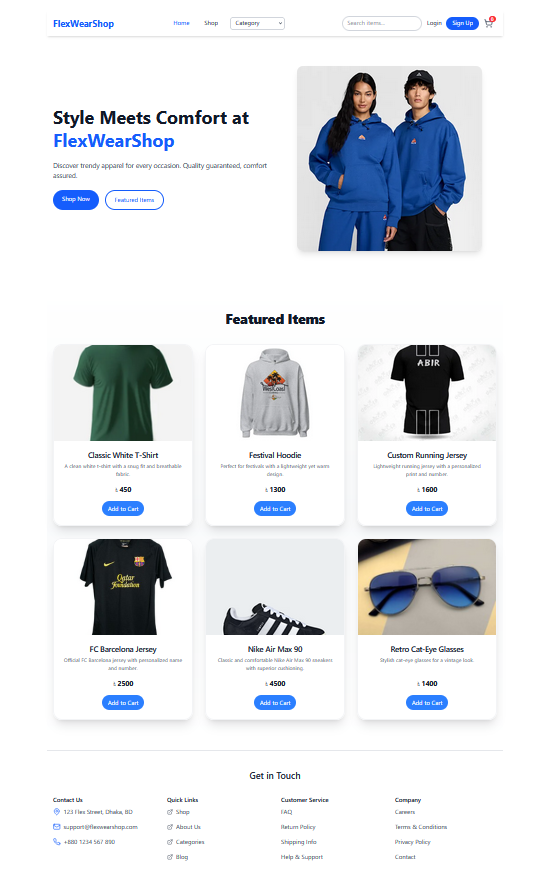 FlexWearShop
Home Shop Category Search items... Login Sign Up
Style Meets Comfort at
FlexWearShop
Discover trendy apparel for every occasion. Quality guaranteed, comfort
assured.
Shop Now Featured Items
Featured Items
ABIR
Classic White T-Shirt
A clean white t-shirt with a snug fit and breathable
fabric.
৳ 450
Add to Cart
Festival Hoodie
Perfect for festivals with a lightweight yet warm
design.
৳ 1300
Add to Cart
Custom Running Jersey
Lightweight running jersey with a personalized
print and number.
৳ 1600
Add to Cart
Qatar
Foundation
FC Barcelona Jersey
Official FC Barcelona jersey with personalized name
and number.
৳ 2500
Add to Cart
Nike Air Max 90
Classic and comfortable Nike Air Max 90 sneakers
with superior cushioning.
৳ 4500
Add to Cart
Retro Cat-Eye Glasses
Stylish cat-eye glasses for a vintage look.
৳ 1400
Add to Cart
Get in Touch
Contact Us
123 Flex Street, Dhaka, BD
support@flexwearshop.com
+880 1234 567 890
Quick Links
Shop
About Us
Categories
Blog
Customer Service
FAQ
Return Policy
Shipping Info
Help & Support
Company
Careers
Terms & Conditions
Privacy Policy
Contact